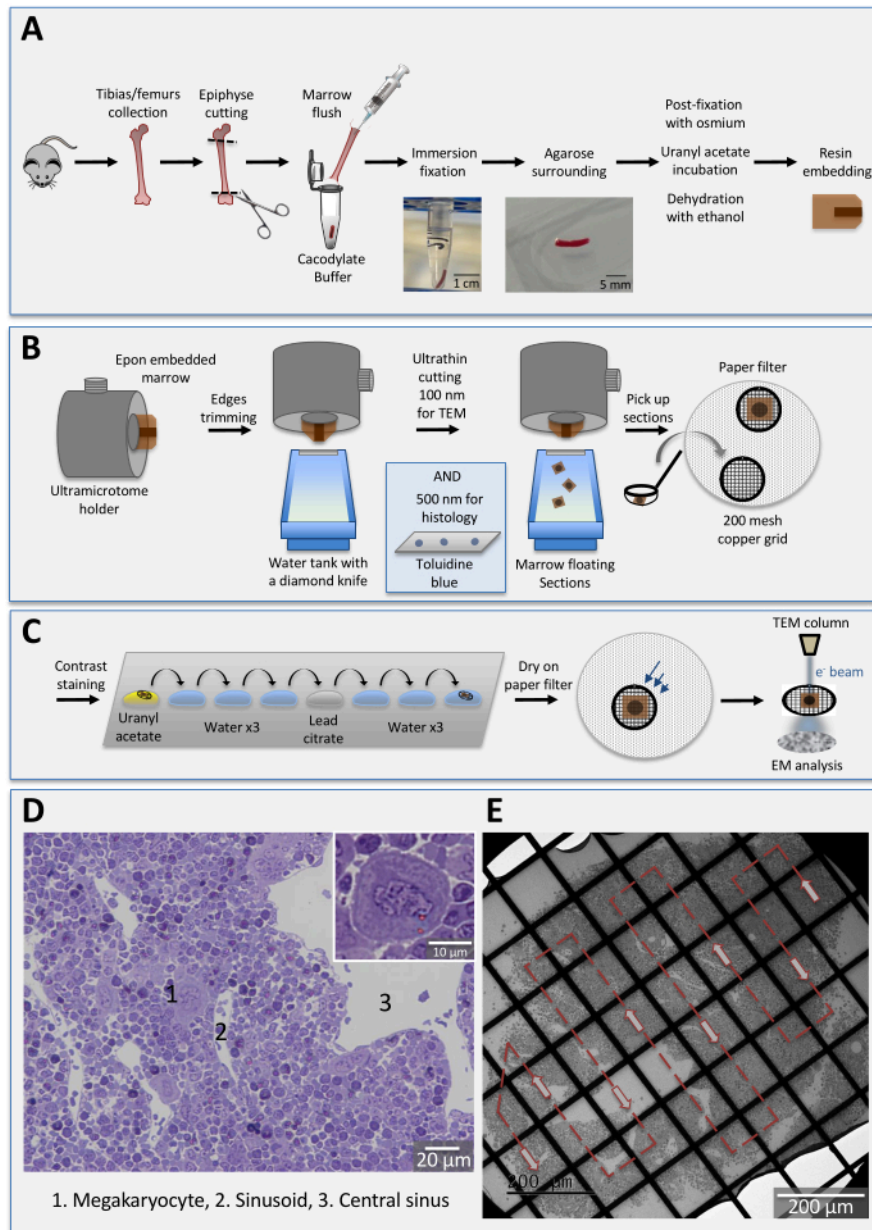 A
Tibias/femurs
collection
Epiphyse
cutting
Marrow
flush
Cacodylate
Buffer
Immersion
fixation
1 cm
Agarose
surrounding
5 mm
Post-fixation
with osmium
Uranyl acetate
incubation
Dehydration
with ethanol
Resin
embedding
B
Epon embedded
marrow
Ultramicrotome
holder
Edges
trimming
Water tank with
a diamond knife
Ultrathin
cutting
100 nm
for TEM
AND
500 nm for
histology
Toluidine
blue
Marrow floating
Sections
Pick up
sections
Paper filter
200 mesh
copper grid
C
Contrast
staining
Uranyl
acetate
Water x3
Lead
citrate
Water x3
Dry on
paper filter
TEM column
e⁻ beam
EM analysis
D
10 µm
1
2
3
20 µm
1. Megakaryocyte, 2. Sinusoid, 3. Central sinus
E
200 µm
200 µm